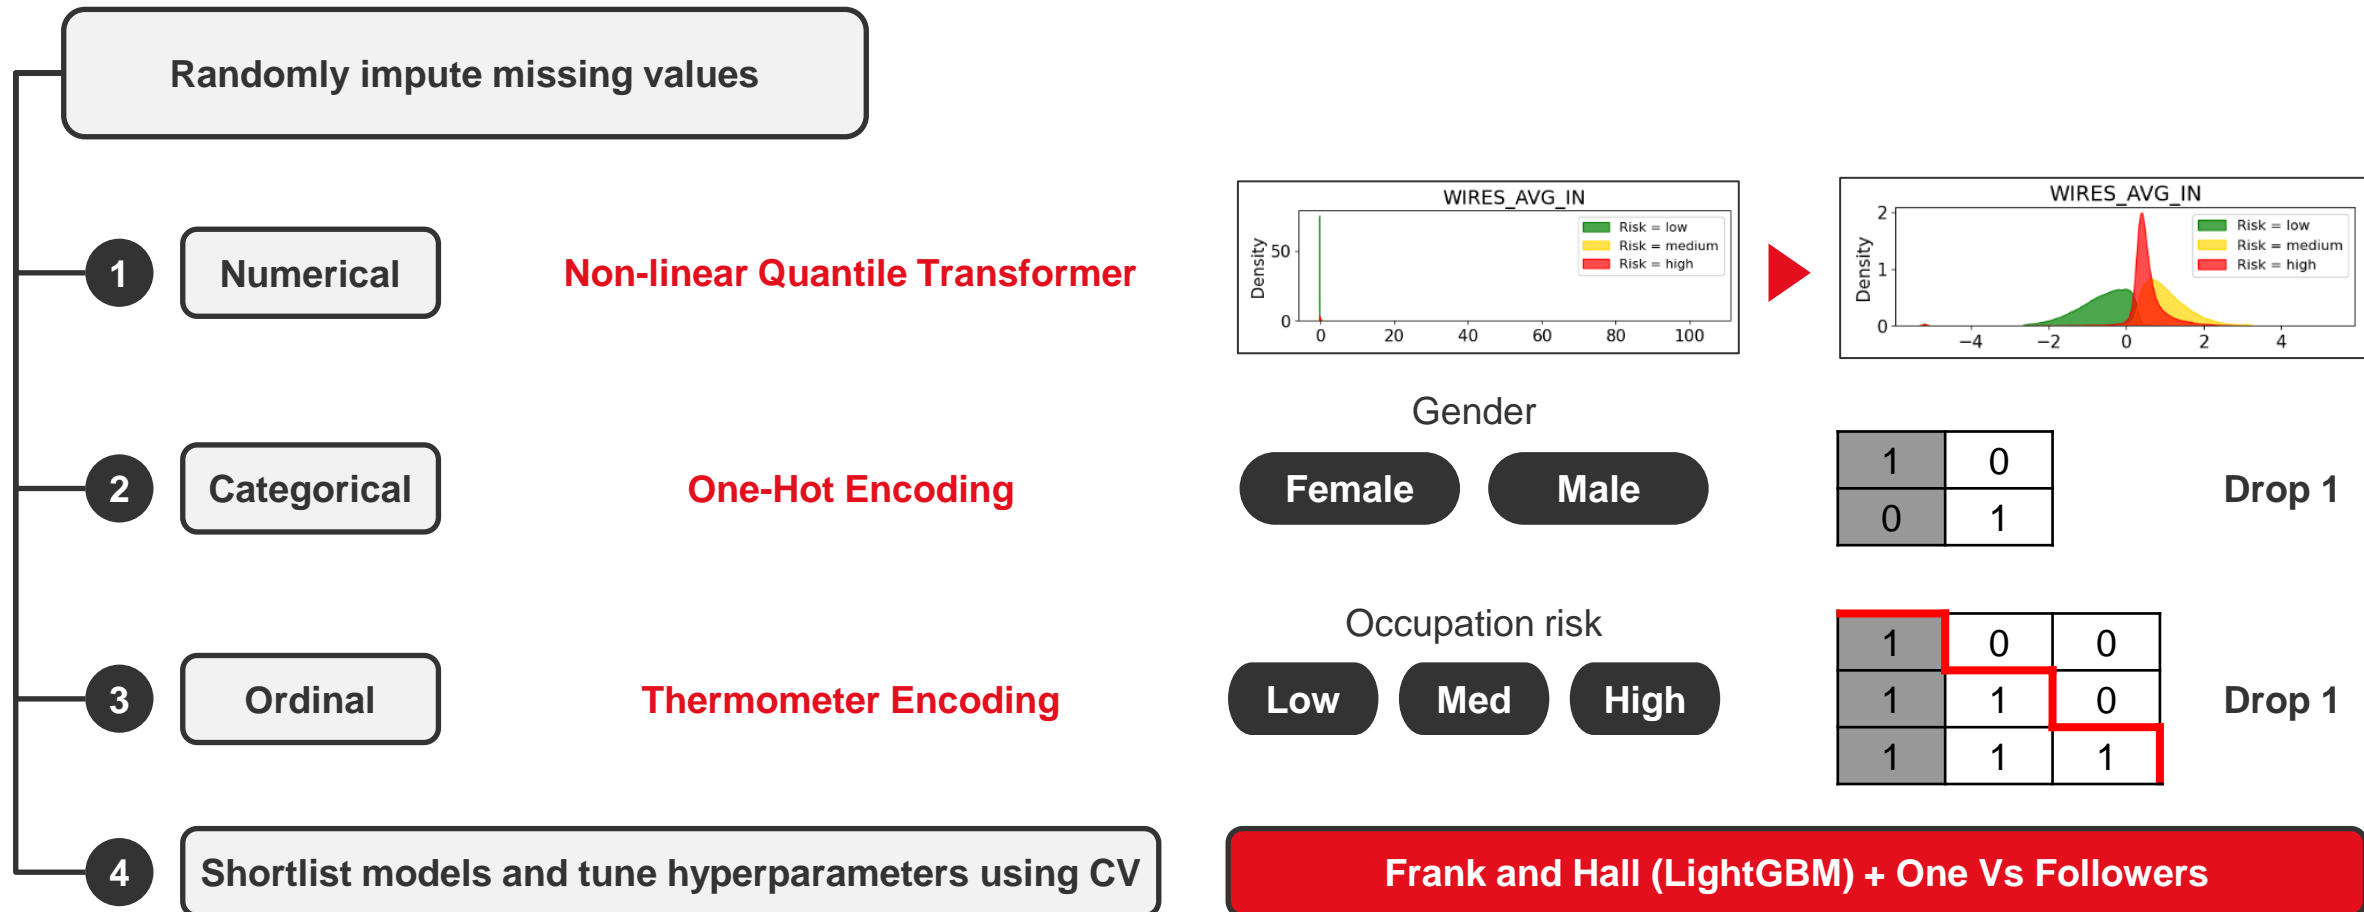 Randomly impute missing values
1
Numerical
Non-linear Quantile Transformer
WIRES_AVG_IN
Density
50
0
0 20 40 60 80 100
Risk = low
Risk = medium
Risk = high
WIRES_AVG_IN
Density
2
1
0
−4 −2 0 2 4
Risk = low
Risk = medium
Risk = high
2
Categorical
One-Hot Encoding
Gender
Female Male
1 0
0 1
Drop 1
3
Ordinal
Thermometer Encoding
Occupation risk
Low Med High
1 0 0
1 1 0
1 1 1
Drop 1
4
Shortlist models and tune hyperparameters using CV
Frank and Hall (LightGBM) + One Vs Followers